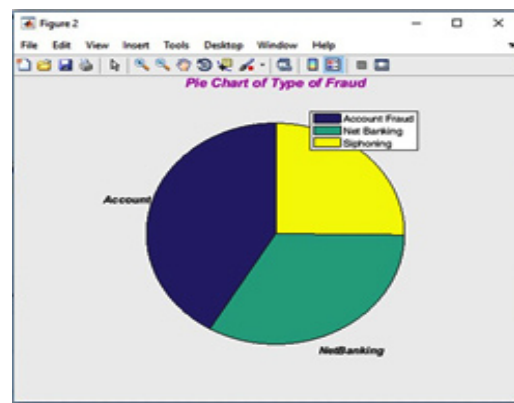 Figure 2
File Edit View Insert Tools Desktop Window Help
Pie Chart of Type of Fraud
Account Fraud
Net Banking
Siphoning
Account
NetBanking